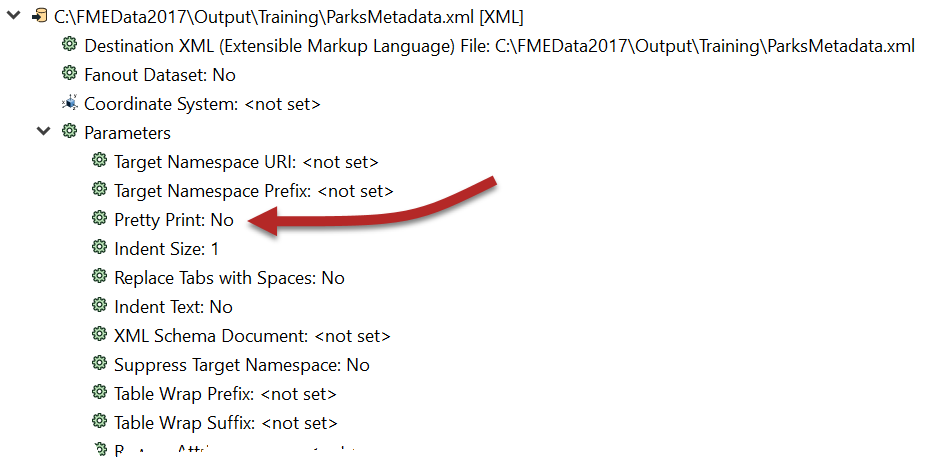 C:\FMEData2017\Output\Training\ParksMetadata.xml [XML]
Destination XML (Extensible Markup Language) File: C:\FMEData2017\Output\Training\ParksMetadata.xml
Fanout Dataset: No
Coordinate System: <not set>
Parameters
Target Namespace URI: <not set>
Target Namespace Prefix: <not set>
Pretty Print: No
Indent Size: 1
Replace Tabs with Spaces: No
Indent Text: No
XML Schema Document: <not set>
Suppress Target Namespace: No
Table Wrap Prefix: <not set>
Table Wrap Suffix: <not set>